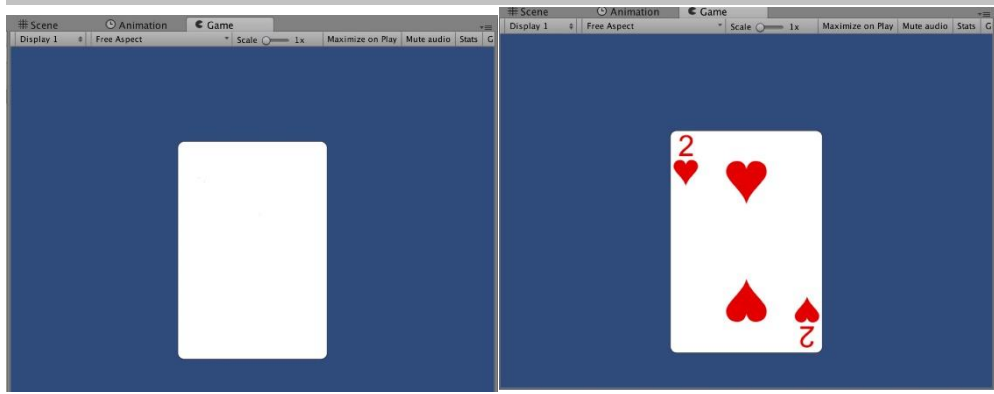 Scene Animation Game
Display 1 Free Aspect Scale 1x Maximize on Play Mute audio Stats G
Scene Animation Game
Display 1 Free Aspect Scale 1x Maximize on Play Mute audio Stats G
2
2